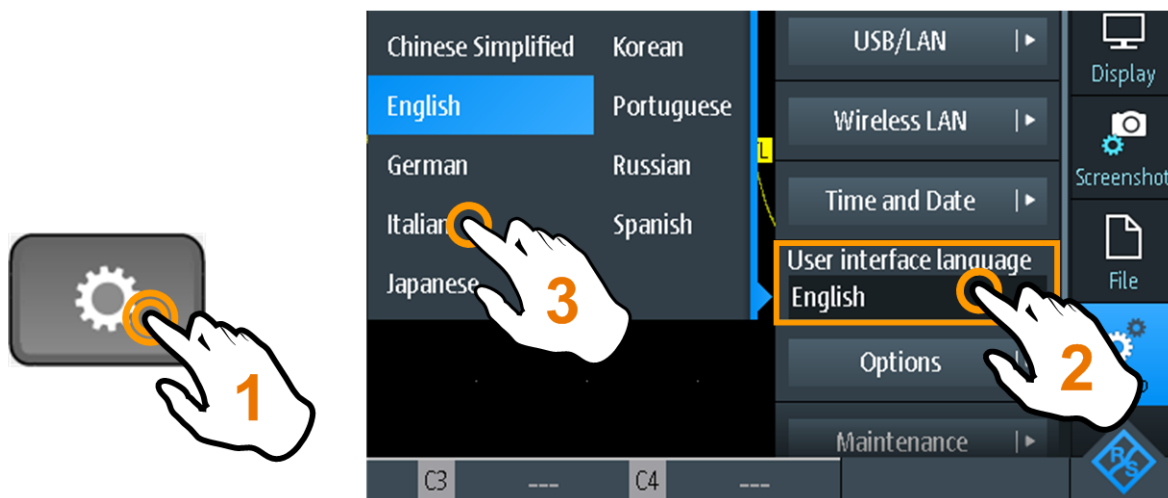 1
Chinese Simplified
Korean
English
Portuguese
German
Russian
Italian
Spanish
Japanese
3
USB/LAN
Wireless LAN
Time and Date
User interface language
English
Options
Maintenance
2
Display
Screenshot
File
R&S
C3
---
C4
---